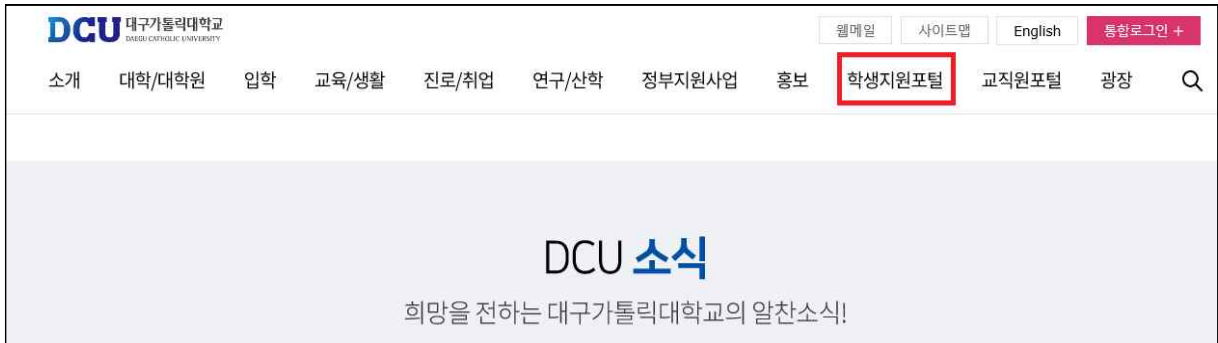 DCU 대구가톨릭대학교
DAEGU CATHOLIC UNIVERSITY
웹메일 사이트맵 English 통합로그인 +
소개 대학/대학원 입학 교육/생활 진로/취업 연구/산학 정부지원사업 홍보 학생지원포털 교직원포털 광장
DCU 소식
희망을 전하는 대구가톨릭대학교의 알찬소식!